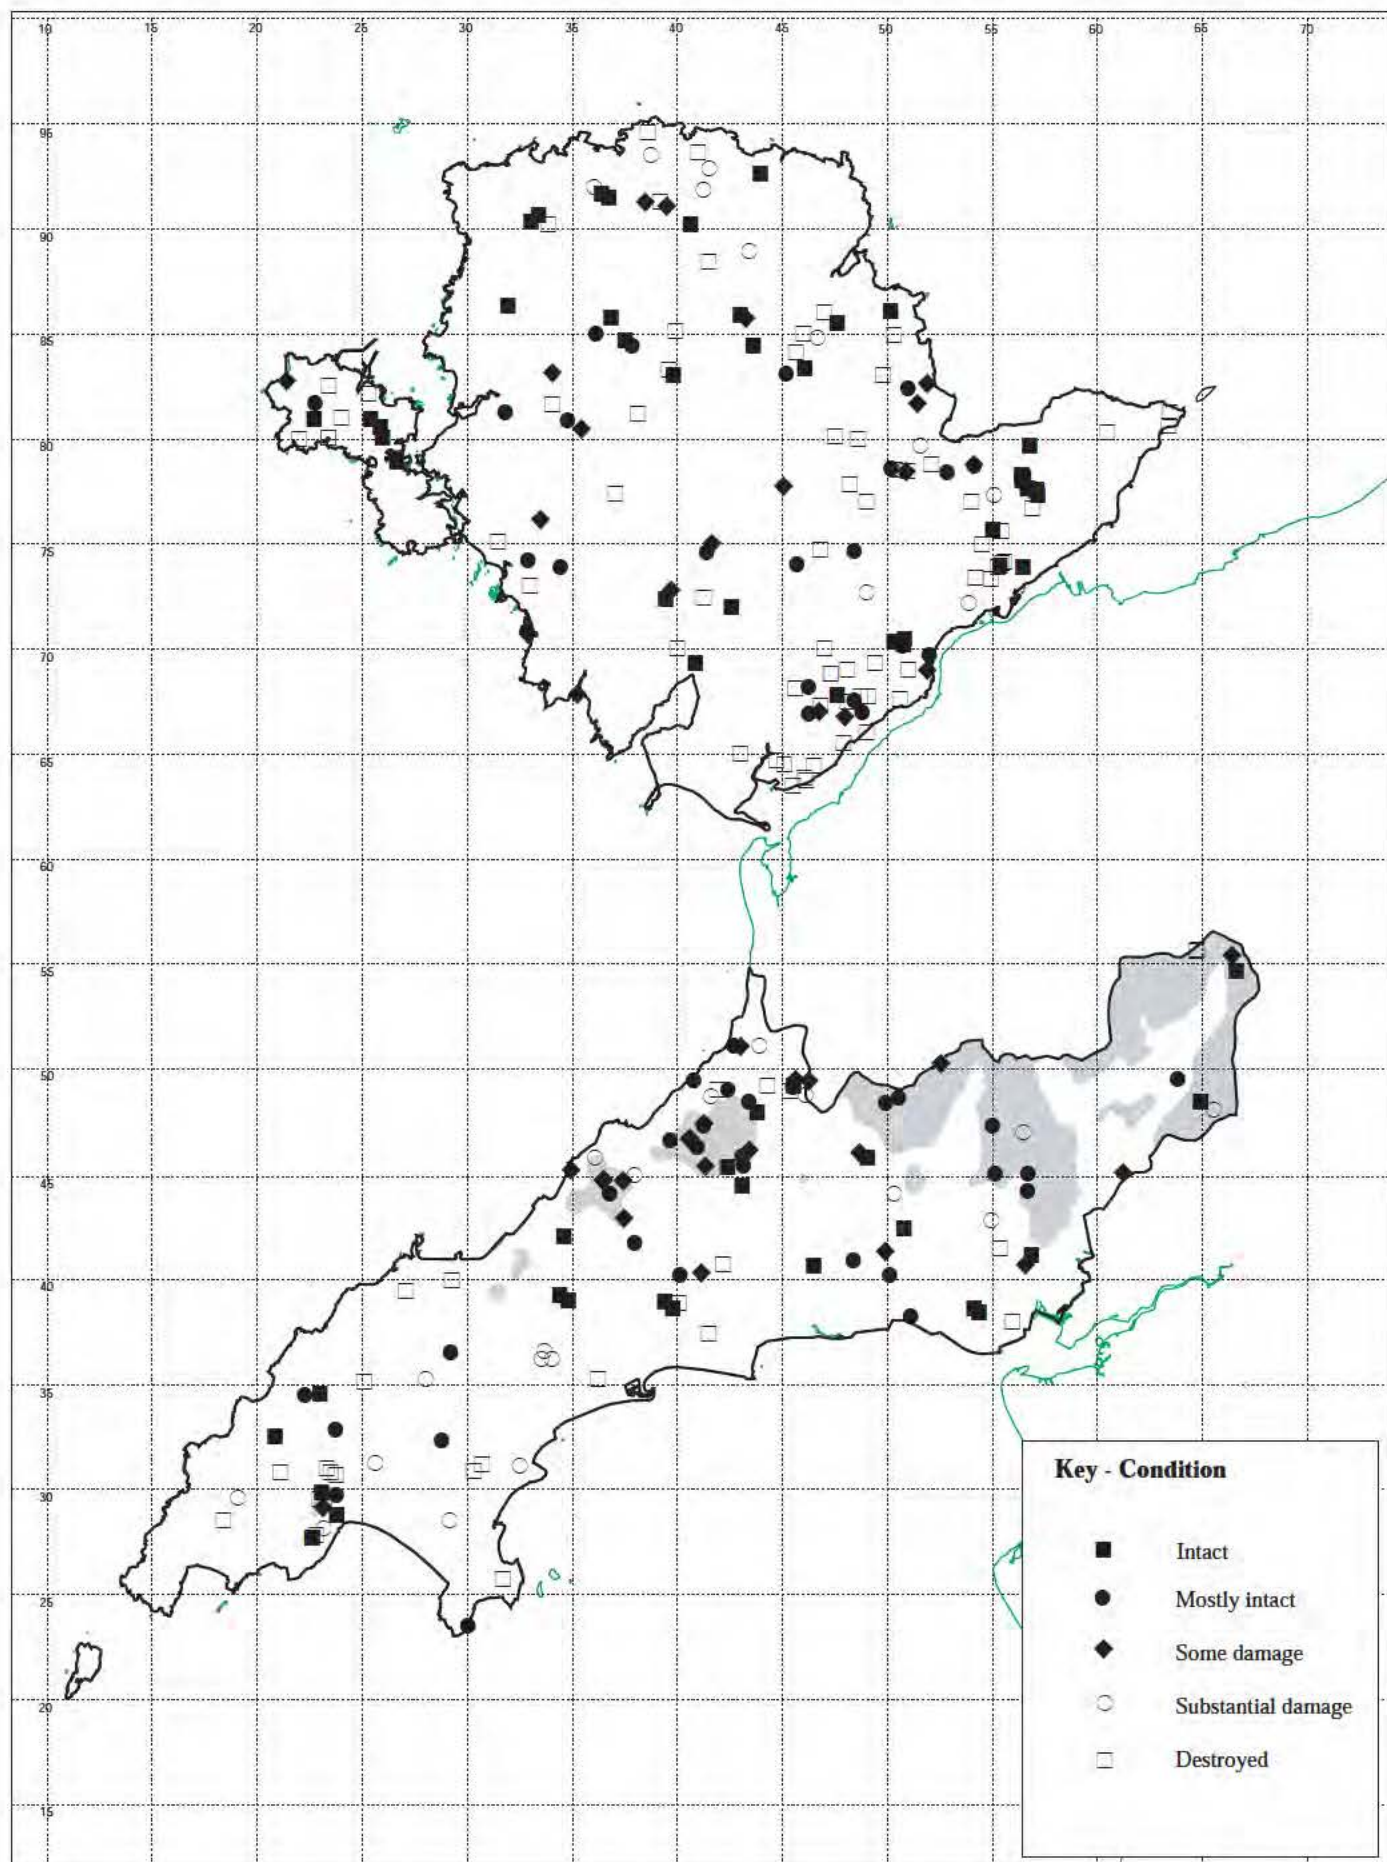 10 15 20 25 30 35 40 45 50 55 60 65 70
95
90
85
80
75
70
65
60
55
50
45
40
35
30
25
20
15
Key - Condition
Intact
Mostly intact
Some damage
Substantial damage
Destroyed